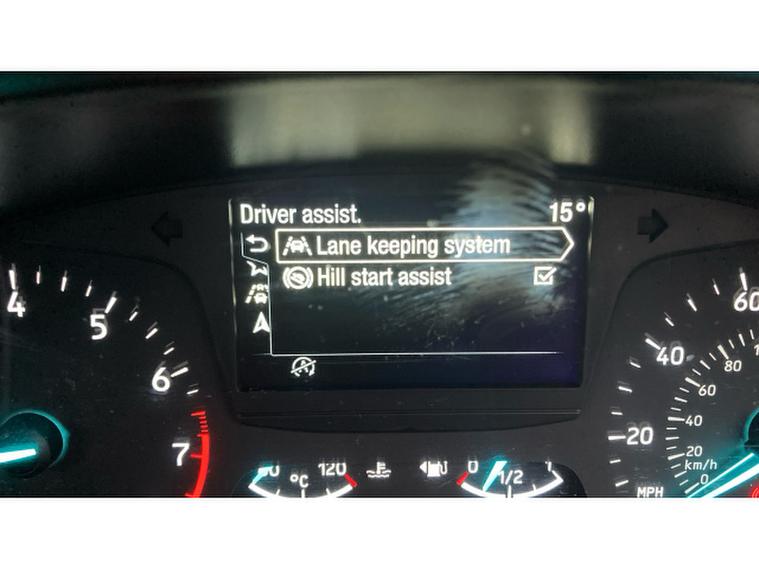 Driver assist. 15°
Lane keeping system
Hill start assist
4
5
6
7
120
°C
0
1/2
1
60
40
20
MPH
80
60
40
20
km/h
0